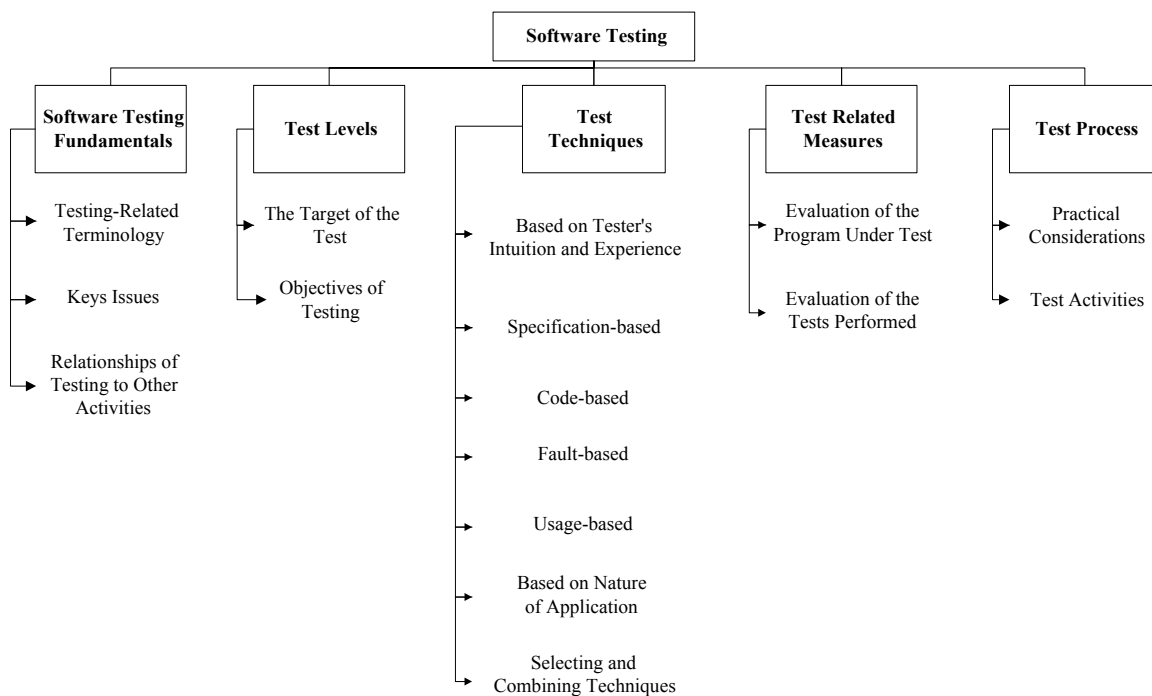 Software Testing
Software Testing
Fundamentals
Testing-Related
Terminology
Keys Issues
Relationships of
Testing to Other
Activities
Test Levels
The Target of the
Test
Objectives of
Testing
Test
Techniques
Based on Tester's
Intuition and Experience
Specification-based
Code-based
Fault-based
Usage-based
Based on Nature
of Application
Selecting and
Combining Techniques
Test Related
Measures
Evaluation of the
Program Under Test
Evaluation of the
Tests Performed
Test Process
Practical
Considerations
Test Activities